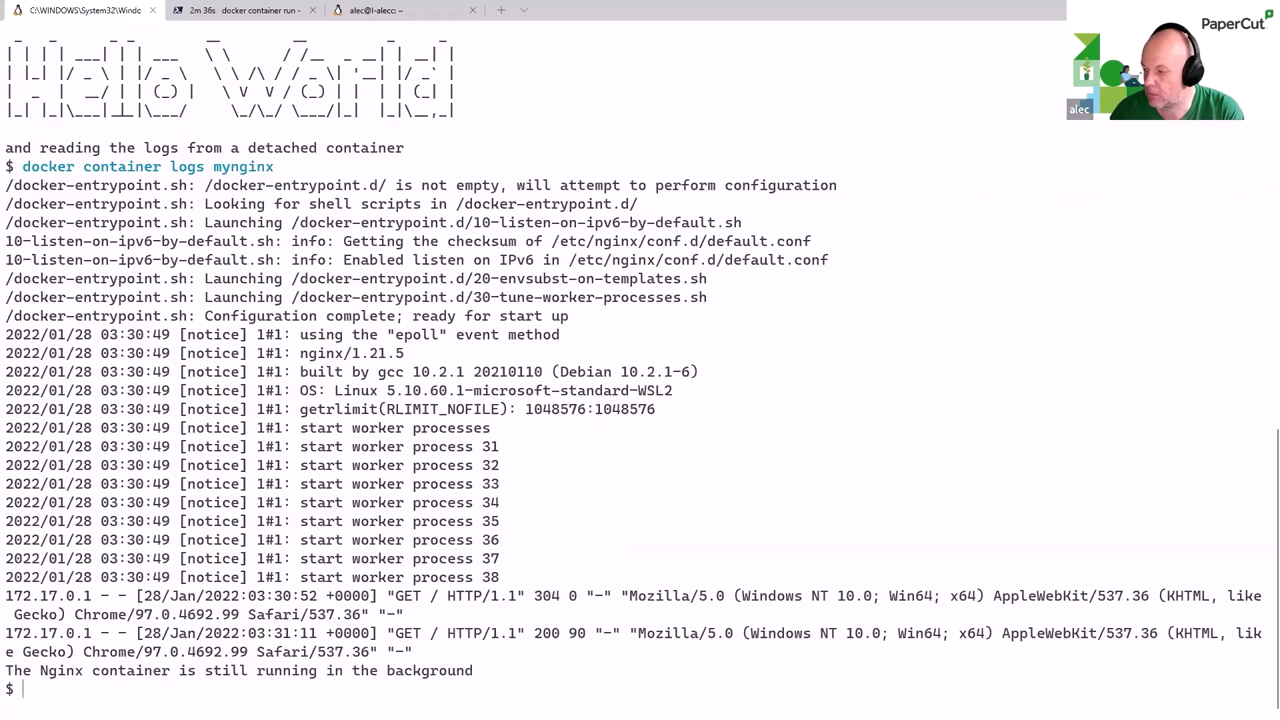 C:\WINDOWS\System32\Windo
2m 36s docker container run -
alec@l-alecc: ~
PaperCut
alec
Hello World
and reading the logs from a detached container
$ docker container logs mynginx
/docker-entrypoint.sh: /docker-entrypoint.d/ is not empty, will attempt to perform configuration
/docker-entrypoint.sh: Looking for shell scripts in /docker-entrypoint.d/
/docker-entrypoint.sh: Launching /docker-entrypoint.d/10-listen-on-ipv6-by-default.sh
10-listen-on-ipv6-by-default.sh: info: Getting the checksum of /etc/nginx/conf.d/default.conf
10-listen-on-ipv6-by-default.sh: info: Enabled listen on IPv6 in /etc/nginx/conf.d/default.conf
/docker-entrypoint.sh: Launching /docker-entrypoint.d/20-envsubst-on-templates.sh
/docker-entrypoint.sh: Launching /docker-entrypoint.d/30-tune-worker-processes.sh
/docker-entrypoint.sh: Configuration complete; ready for start up
2022/01/28 03:30:49 [notice] 1#1: using the "epoll" event method
2022/01/28 03:30:49 [notice] 1#1: nginx/1.21.5
2022/01/28 03:30:49 [notice] 1#1: built by gcc 10.2.1 20210110 (Debian 10.2.1-6)
2022/01/28 03:30:49 [notice] 1#1: OS: Linux 5.10.60.1-microsoft-standard-WSL2
2022/01/28 03:30:49 [notice] 1#1: getrlimit(RLIMIT_NOFILE): 1048576:1048576
2022/01/28 03:30:49 [notice] 1#1: start worker processes
2022/01/28 03:30:49 [notice] 1#1: start worker process 31
2022/01/28 03:30:49 [notice] 1#1: start worker process 32
2022/01/28 03:30:49 [notice] 1#1: start worker process 33
2022/01/28 03:30:49 [notice] 1#1: start worker process 34
2022/01/28 03:30:49 [notice] 1#1: start worker process 35
2022/01/28 03:30:49 [notice] 1#1: start worker process 36
2022/01/28 03:30:49 [notice] 1#1: start worker process 37
2022/01/28 03:30:49 [notice] 1#1: start worker process 38
172.17.0.1 - - [28/Jan/2022:03:30:52 +0000] "GET / HTTP/1.1" 304 0 "-" "Mozilla/5.0 (Windows NT 10.0; Win64; x64) AppleWebKit/537.36 (KHTML, like
Gecko) Chrome/97.0.4692.99 Safari/537.36" "-"
172.17.0.1 - - [28/Jan/2022:03:31:11 +0000] "GET / HTTP/1.1" 200 90 "-" "Mozilla/5.0 (Windows NT 10.0; Win64; x64) AppleWebKit/537.36 (KHTML, lik
e Gecko) Chrome/97.0.4692.99 Safari/537.36" "-"
The Nginx container is still running in the background
$